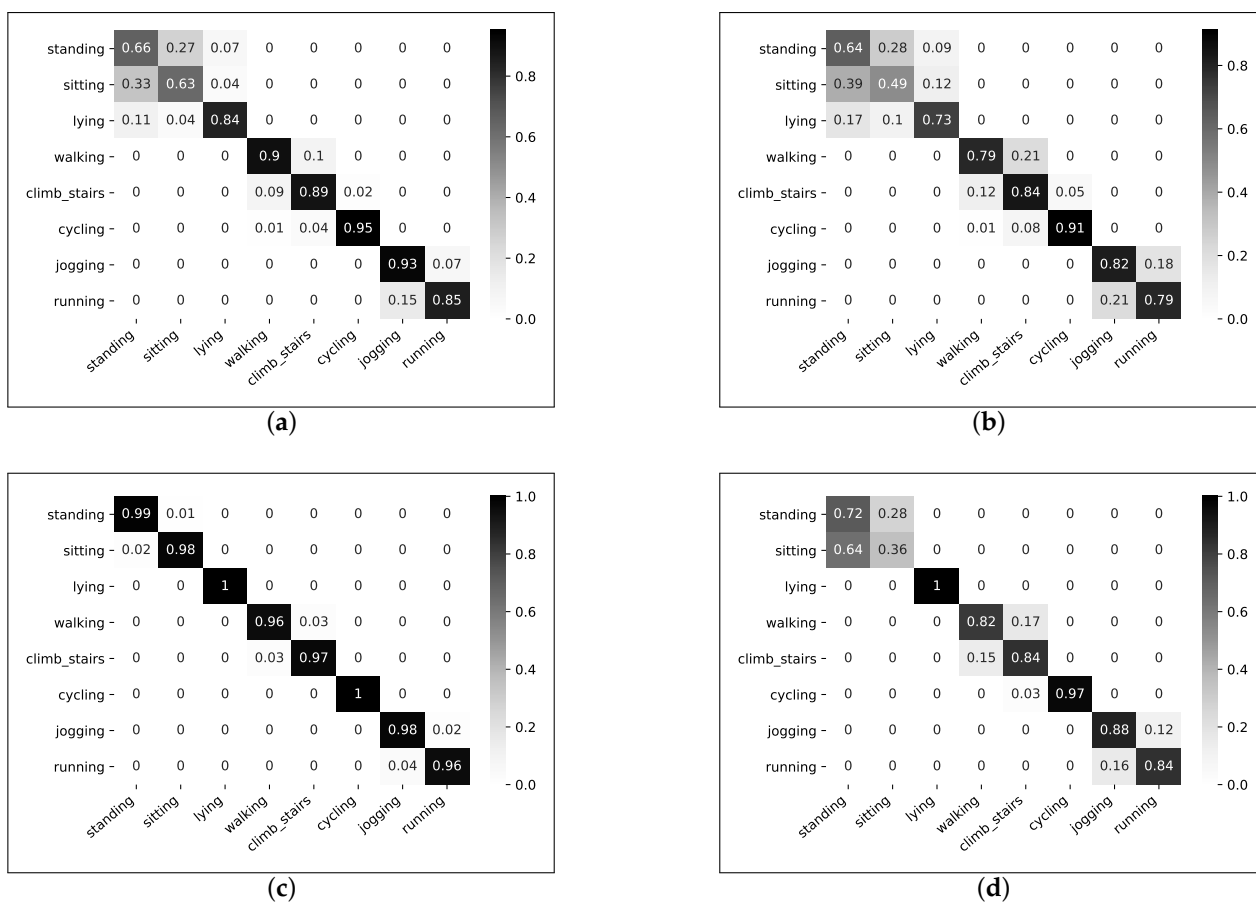 standing 0.66 0.27 0.07 0 0 0 0 0
sitting 0.33 0.63 0.04 0 0 0 0 0
lying 0.11 0.04 0.84 0 0 0 0 0
walking 0 0 0 0.9 0.1 0 0 0
climb_stairs 0 0 0 0.09 0.89 0.02 0 0
cycling 0 0 0 0.01 0.04 0.95 0 0
jogging 0 0 0 0 0 0 0.93 0.07
running 0 0 0 0 0 0 0.15 0.85
standing sitting lying walking climb_stairs cycling jogging running
0.8
0.6
0.4
0.2
0.0
(a)
standing 0.64 0.28 0.09 0 0 0 0 0
sitting 0.39 0.49 0.12 0 0 0 0 0
lying 0.17 0.1 0.73 0 0 0 0 0
walking 0 0 0 0.79 0.21 0 0 0
climb_stairs 0 0 0 0.12 0.84 0.05 0 0
cycling 0 0 0 0.01 0.08 0.91 0 0
jogging 0 0 0 0 0 0 0.82 0.18
running 0 0 0 0 0 0 0.21 0.79
standing sitting lying walking climb_stairs cycling jogging running
0.8
0.6
0.4
0.2
0.0
(b)
standing 0.99 0.01 0 0 0 0 0 0
sitting 0.02 0.98 0 0 0 0 0 0
lying 0 0 1 0 0 0 0 0
walking 0 0 0 0.96 0.03 0 0 0
climb_stairs 0 0 0 0.03 0.97 0 0 0
cycling 0 0 0 0 0 1 0 0
jogging 0 0 0 0 0 0 0.98 0.02
running 0 0 0 0 0 0 0.04 0.96
standing sitting lying walking climb_stairs cycling jogging running
1.0
0.8
0.6
0.4
0.2
0.0
(c)
standing 0.72 0.28 0 0 0 0 0 0
sitting 0.64 0.36 0 0 0 0 0 0
lying 0 0 1 0 0 0 0 0
walking 0 0 0 0.82 0.17 0 0 0
climb_stairs 0 0 0 0.15 0.84 0 0 0
cycling 0 0 0 0 0.03 0.97 0 0
jogging 0 0 0 0 0 0 0.88 0.12
running 0 0 0 0 0 0 0.16 0.84
standing sitting lying walking climb_stairs cycling jogging running
1.0
0.8
0.6
0.4
0.2
0.0
(d)